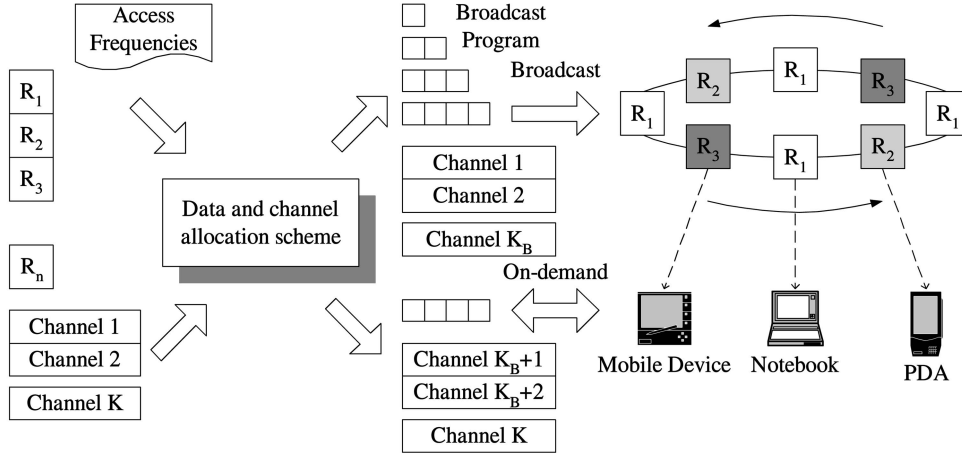 Access
Frequencies
R1
R2
R3
Rn
Channel 1
Channel 2
Channel K
Data and channel
allocation scheme
Broadcast
Program
Broadcast
Channel 1
Channel 2
Channel KB
On-demand
Channel KB+1
Channel KB+2
Channel K
R1
R2
R3
R1
R1
R3
R1
R2
Mobile Device
Notebook
PDA